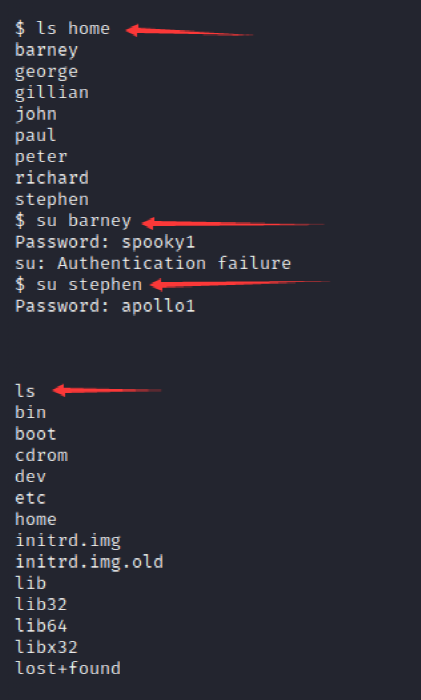 $ ls home
barney
george
gillian
john
paul
peter
richard
stephen
$ su barney
Password: spooky1
su: Authentication failure
$ su stephen
Password: apollo1
ls
bin
boot
cdrom
dev
etc
home
initrd.img
initrd.img.old
lib
lib32
lib64
libx32
lost+found